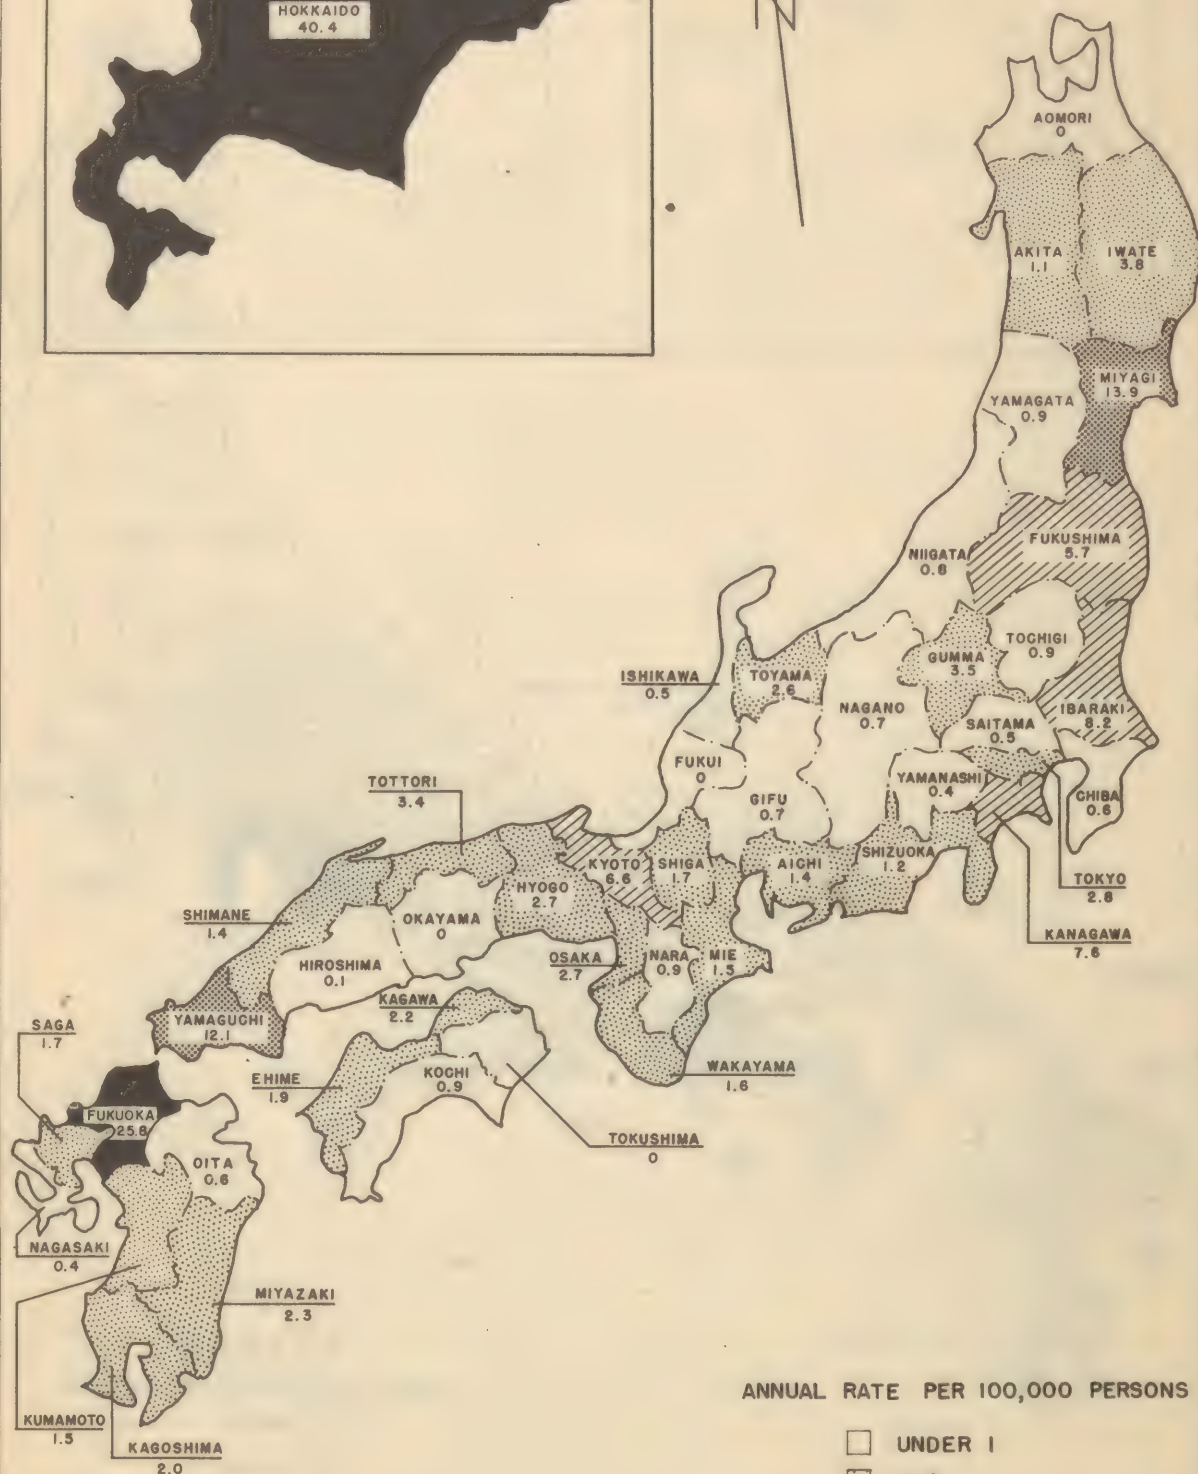 HOKKAIDO
40.4
N
AOMORI
0
AKITA
1.1
IWATE
3.8
MIYAGI
13.9
YAMAGATA
0.9
FUKUSHIMA
5.7
NIIGATA
0.8
TOCHIGI
0.9
GUMMA
3.5
ISHIKAWA
0.5
TOYAMA
2.6
NAGANO
0.7
IBARAKI
8.2
SAITAMA
0.5
FUKUI
0
YAMANASHI
0.4
CHIBA
0.6
GIFU
0.7
TOTTORI
3.4
KYOTO
6.6
SHIGA
1.7
AICHI
1.4
SHIZUOKA
1.2
TOKYO
2.8
HYOGO
2.7
KANAGAWA
7.6
SHIMANE
1.4
OKAYAMA
0
HIROSHIMA
0.1
OSAKA
2.7
NARA
0.9
MIE
1.5
KAGAWA
2.2
YAMAGUCHI
12.1
SAGA
1.7
EHIME
1.9
KOCHI
0.9
WAKAYAMA
1.6
FUKUOKA
25.8
TOKUSHIMA
0
OITA
0.6
NAGASAKI
0.4
MIYAZAKI
2.3
KUMAMOTO
1.5
KAGOSHIMA
2.0
ANNUAL RATE PER 100,000 PERSONS
UNDER 1